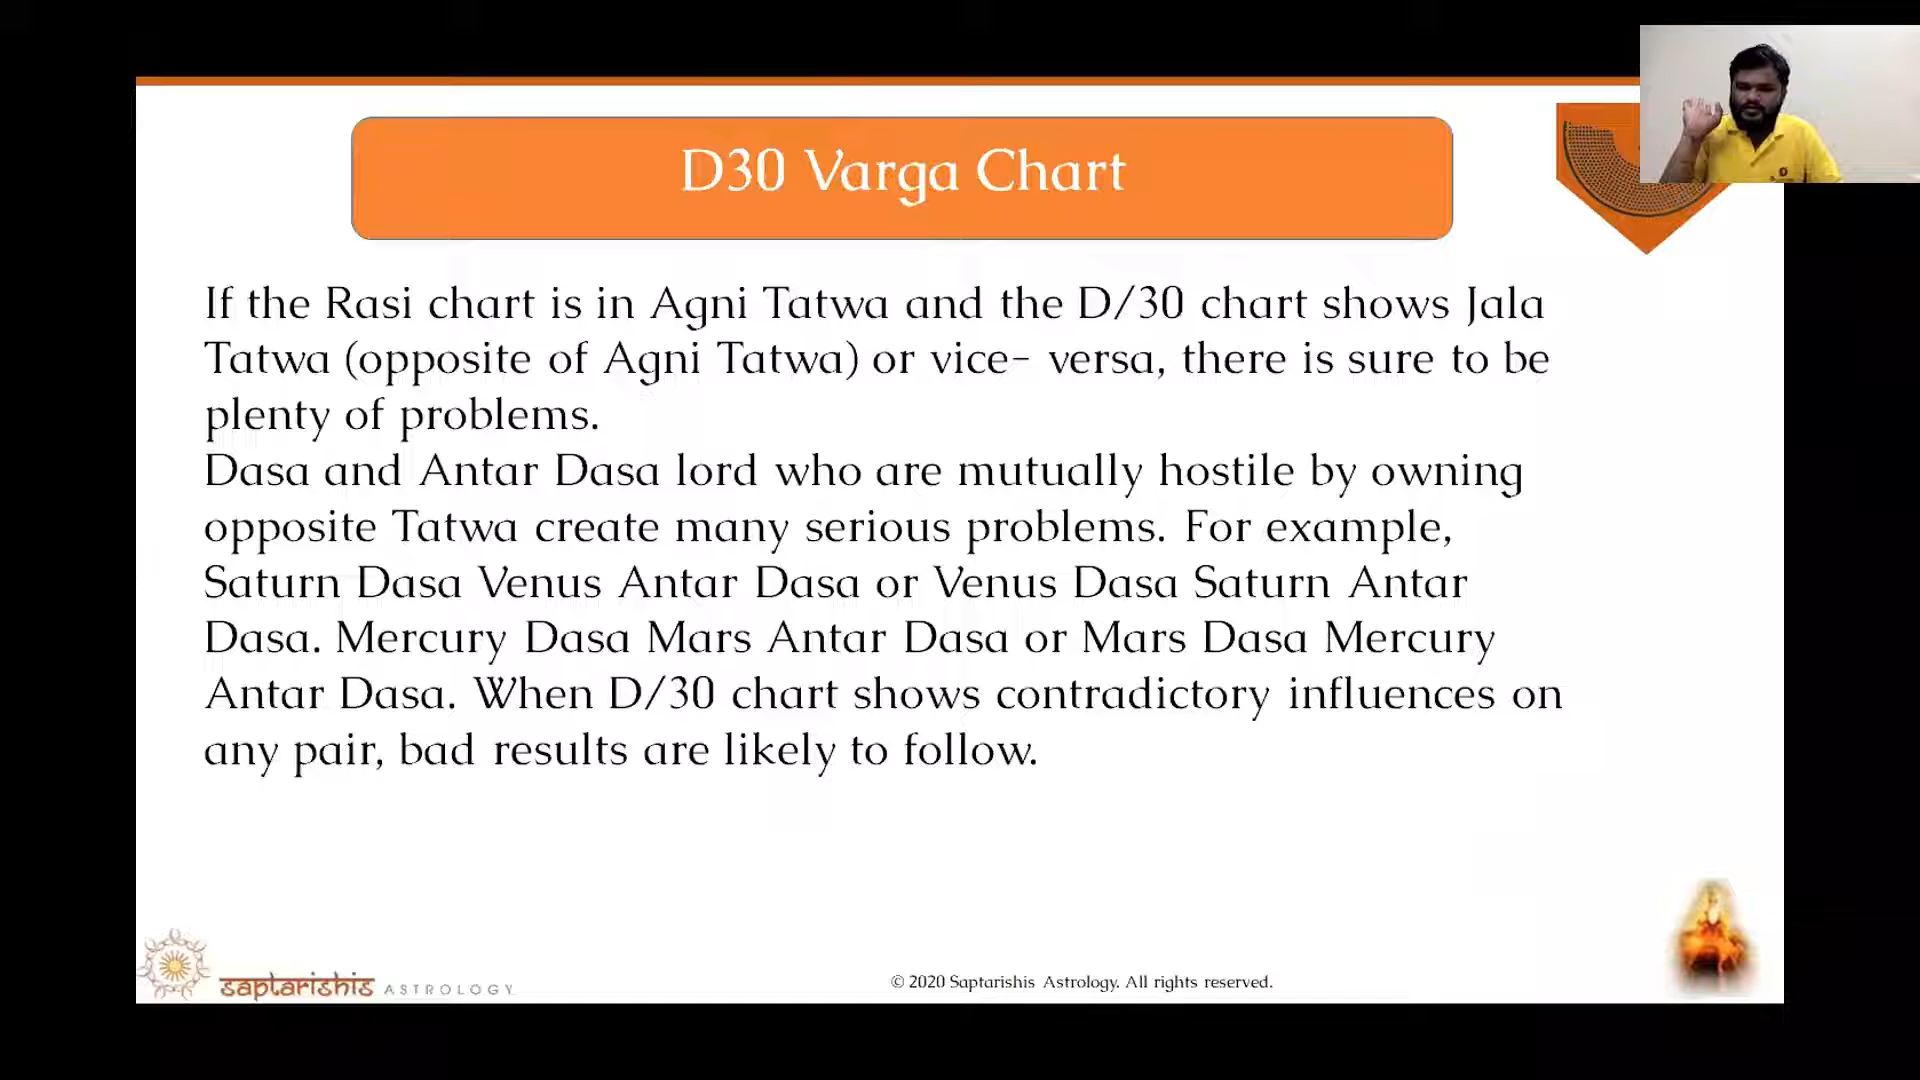 D30 Varga Chart
If the Rasi chart is in Agni Tatwa and the D/30 chart shows Jala
Tatwa (opposite of Agni Tatwa) or vice- versa, there is sure to be
plenty of problems.
Dasa and Antar Dasa lord who are mutually hostile by owning
opposite Tatwa create many serious problems. For example,
Saturn Dasa Venus Antar Dasa or Venus Dasa Saturn Antar
Dasa. Mercury Dasa Mars Antar Dasa or Mars Dasa Mercury
Antar Dasa. When D/30 chart shows contradictory influences on
any pair, bad results are likely to follow.
saptarishis ASTROLOGY
© 2020 Saptarishis Astrology. All rights reserved.